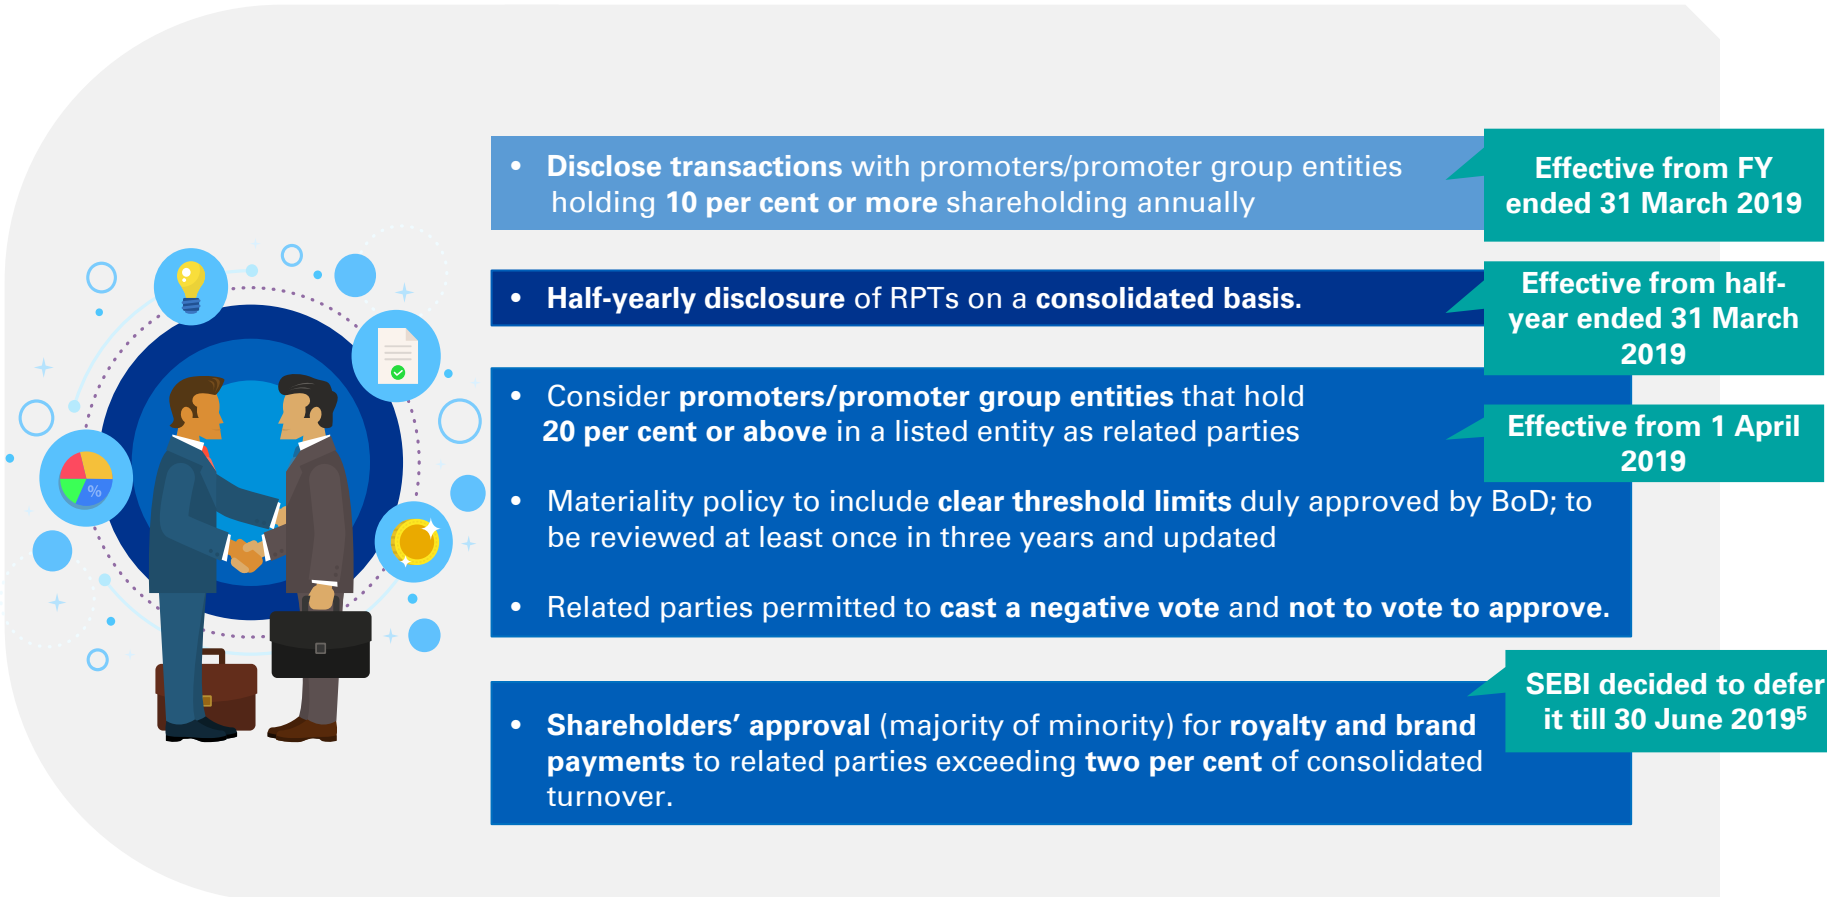 • Disclose transactions with promoters/promoter group entities
holding 10 per cent or more shareholding annually
Effective from FY
ended 31 March 2019
• Half-yearly disclosure of RPTs on a consolidated basis.
Effective from half-
year ended 31 March
2019
• Consider promoters/promoter group entities that hold
20 per cent or above in a listed entity as related parties
Effective from 1 April
2019
• Materiality policy to include clear threshold limits duly approved by BoD; to
be reviewed at least once in three years and updated
• Related parties permitted to cast a negative vote and not to vote to approve.
SEBI decided to defer
it till 30 June 2019⁵
• Shareholders’ approval (majority of minority) for royalty and brand
payments to related parties exceeding two per cent of consolidated
turnover.
%